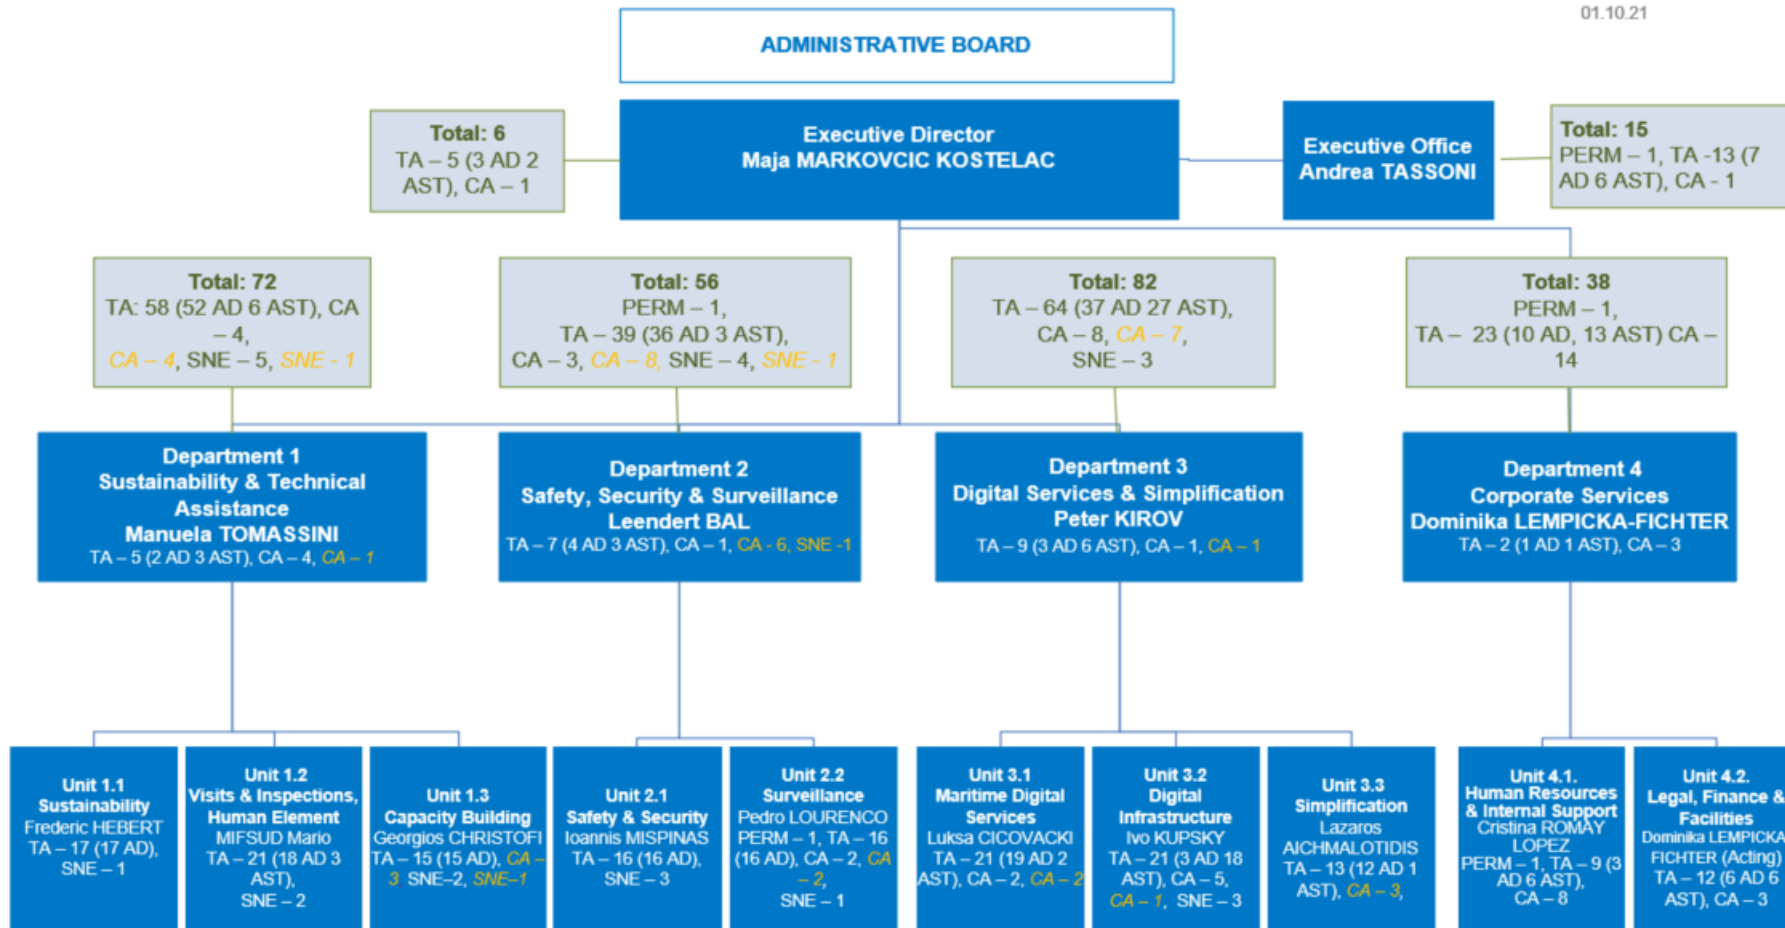 01.10.21
ADMINISTRATIVE BOARD
Total: 6
TA – 5 (3 AD 2
AST), CA – 1
Executive Director
Maja MARKOVCIC KOSTELAC
Executive Office
Andrea TASSONI
Total: 15
PERM – 1, TA -13 (7
AD 6 AST), CA - 1
Total: 72
TA: 58 (52 AD 6 AST), CA
– 4,
CA – 4, SNE – 5, SNE - 1
Total: 56
PERM – 1,
TA – 39 (36 AD 3 AST),
CA – 3, CA – 8, SNE – 4, SNE - 1
Total: 82
TA – 64 (37 AD 27 AST),
CA – 8, CA – 7,
SNE – 3
Total: 38
PERM – 1,
TA – 23 (10 AD, 13 AST) CA –
14
Department 1
Sustainability & Technical
Assistance
Manuela TOMASSINI
TA – 5 (2 AD 3 AST), CA – 4, CA – 1
Department 2
Safety, Security & Surveillance
Leendert BAL
TA – 7 (4 AD 3 AST), CA – 1, CA - 6, SNE -1
Department 3
Digital Services & Simplification
Peter KIROV
TA – 9 (3 AD 6 AST), CA – 1, CA – 1
Department 4
Corporate Services
Dominika LEMPICKA-FICHTER
TA – 2 (1 AD 1 AST), CA – 3
Unit 1.1
Sustainability
Frederic HEBERT
TA – 17 (17 AD),
SNE – 1
Unit 1.2
Visits & Inspections,
Human Element
MIFSUD Mario
TA – 21 (18 AD 3
AST),
SNE – 2
Unit 1.3
Capacity Building
Georgios CHRISTOFI
TA – 15 (15 AD), CA –
3, SNE–2, SNE–1
Unit 2.1
Safety & Security
Ioannis MISPINAS
TA – 16 (16 AD),
SNE – 3
Unit 2.2
Surveillance
Pedro LOURENCO
PERM – 1, TA – 16
(16 AD), CA – 2, CA
– 2,
SNE – 1
Unit 3.1
Maritime Digital
Services
Luksa CICOVACKI
TA – 21 (19 AD 2
AST), CA – 2, CA – 2
Unit 3.2
Digital
Infrastructure
Ivo KUPSKY
TA – 21 (3 AD 18
AST), CA – 5,
CA – 1, SNE – 3
Unit 3.3
Simplification
Lazaros
AICHMALOTIDIS
TA – 13 (12 AD 1
AST), CA – 3,
Unit 4.1.
Human Resources
& Internal Support
Cristina ROMAY
LOPEZ
PERM – 1, TA – 9 (3
AD 6 AST),
CA – 8
Unit 4.2.
Legal, Finance &
Facilities
Dominika LEMPICKA-
FICHTER (Acting)
TA – 12 (6 AD 6
AST), CA – 3